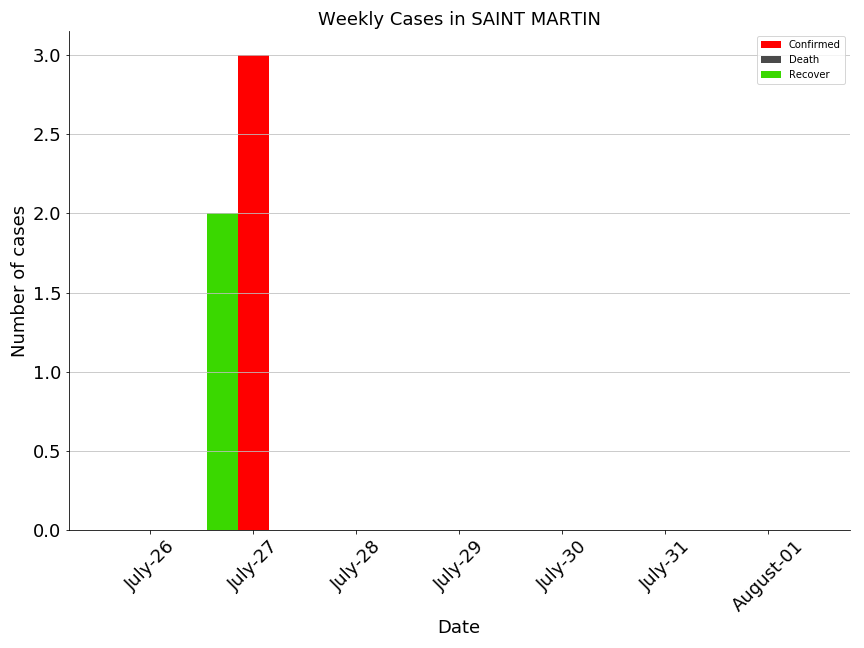 Weekly Cases in SAINT MARTIN
Confirmed
Death
Recover
3.0
2.5
2.0
1.5
1.0
0.5
0.0
Number of cases
July-26
July-27
July-28
July-29
July-30
July-31
August-01
Date